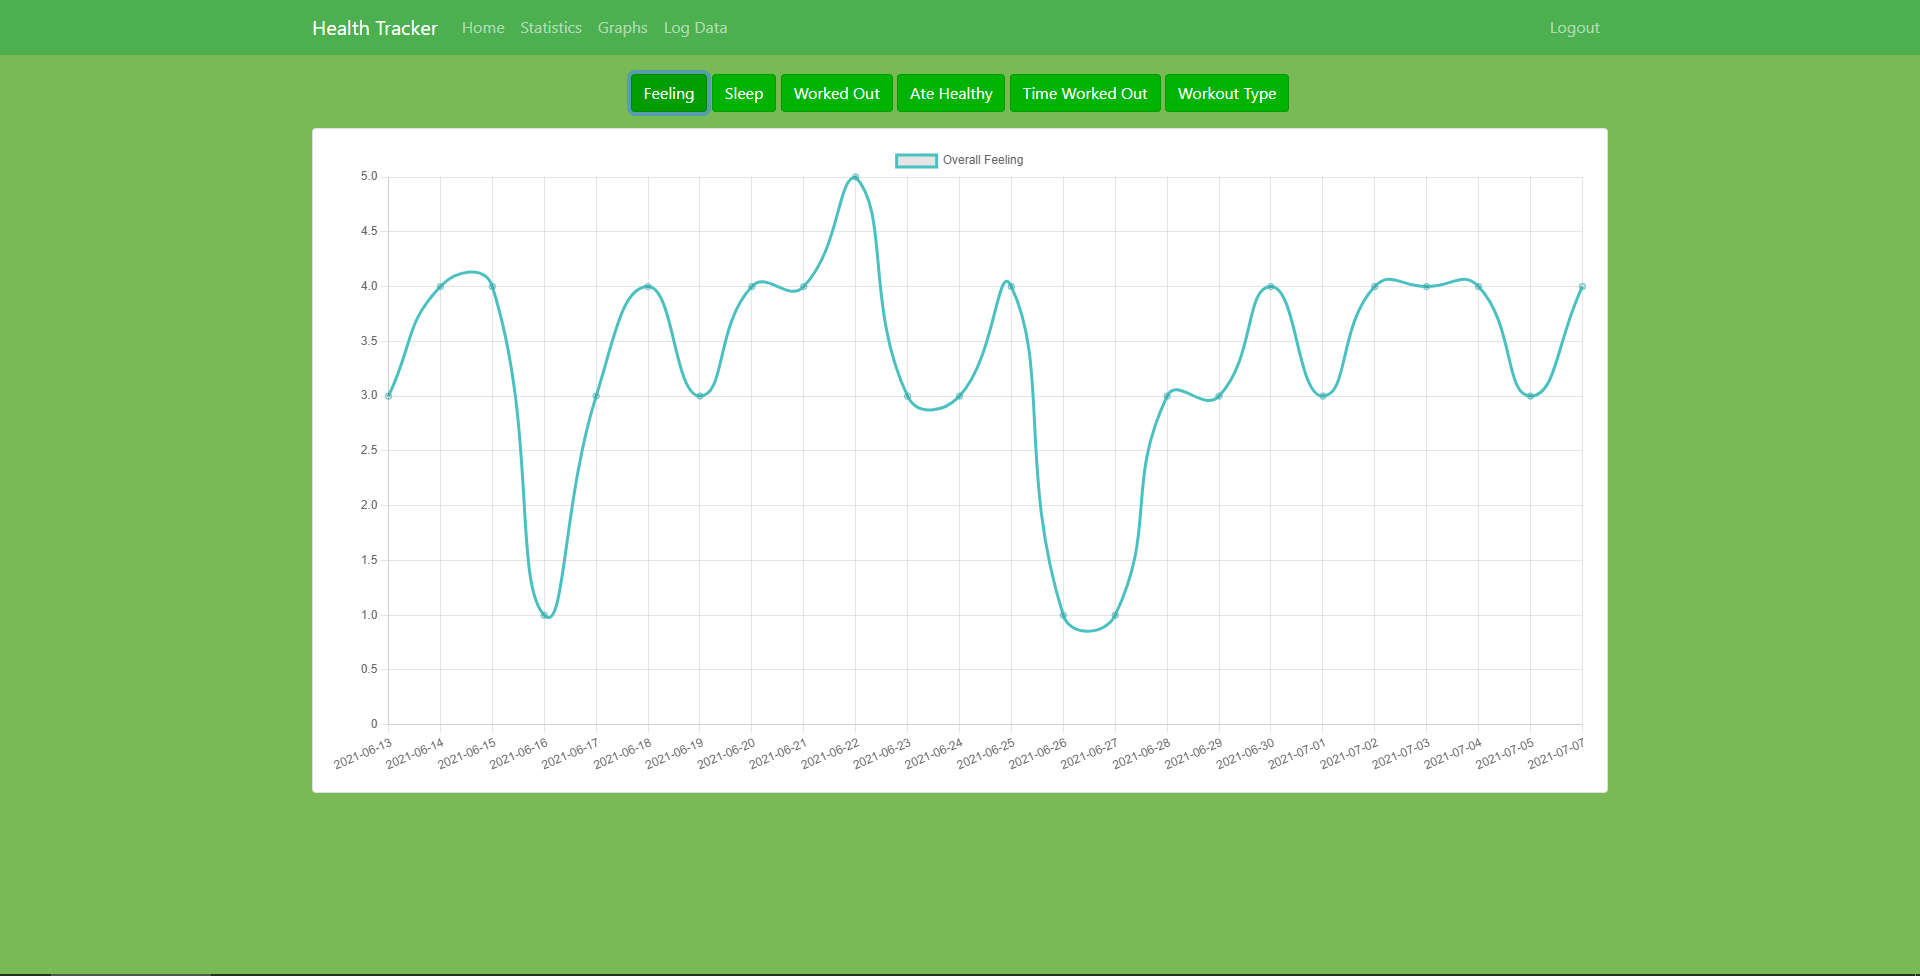 Health Tracker Home Statistics Graphs Log Data Logout
Feeling Sleep Worked Out Ate Healthy Time Worked Out Workout Type
Overall Feeling
5.0
4.5
4.0
3.5
3.0
2.5
2.0
1.5
1.0
0.5
0
2021-06-13 2021-06-14 2021-06-15 2021-06-16 2021-06-17 2021-06-18 2021-06-19 2021-06-20 2021-06-21 2021-06-22 2021-06-23 2021-06-24 2021-06-25 2021-06-26 2021-06-27 2021-06-28 2021-06-29 2021-06-30 2021-07-01 2021-07-02 2021-07-03 2021-07-04 2021-07-05 2021-07-07